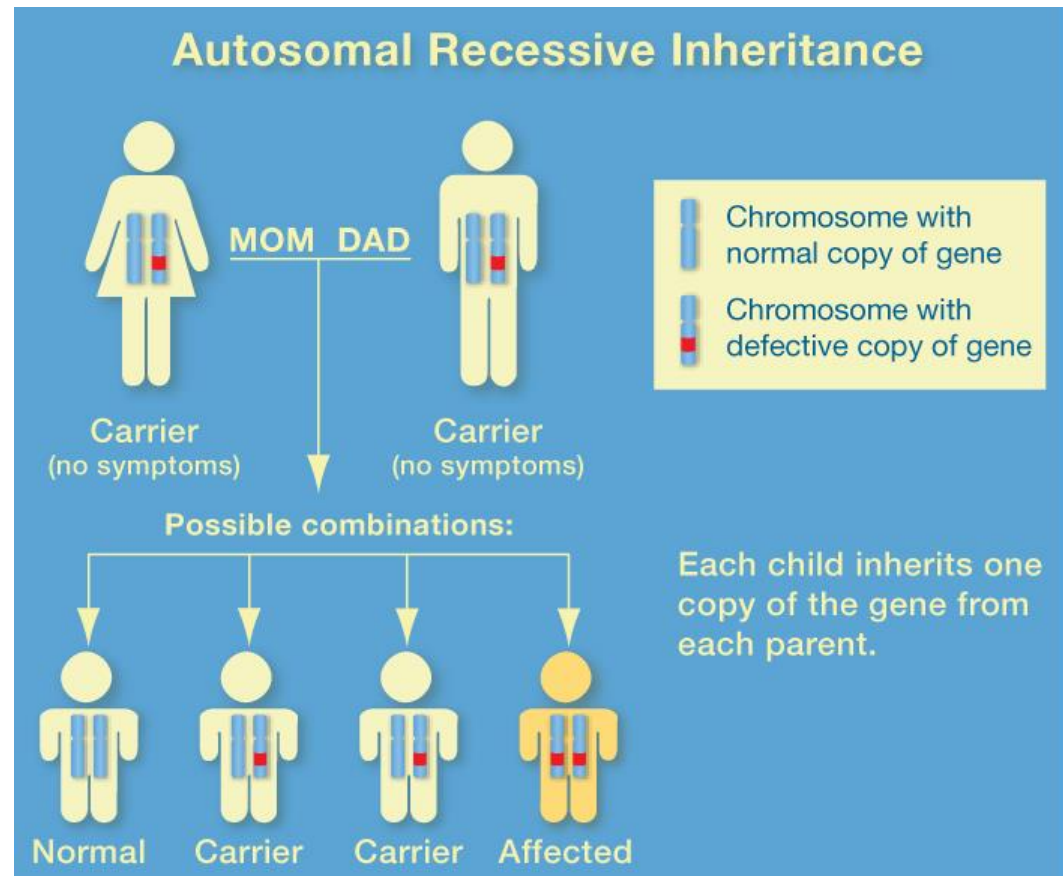 Autosomal Recessive Inheritance
MOM DAD
Chromosome with
normal copy of gene
Chromosome with
defective copy of gene
Carrier
(no symptoms)
Carrier
(no symptoms)
Possible combinations:
Each child inherits one
copy of the gene from
each parent.
Normal
Carrier
Carrier
Affected